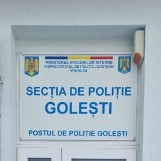 MINISTERUL AFACERILOR INTERNE
INSPECTORATUL DE POLIȚIE JUDEȚEAN
VRANCEA
SECȚIA DE POLIȚIE
GOLEȘTI
POSTUL DE POLIȚIE GOLEȘTI